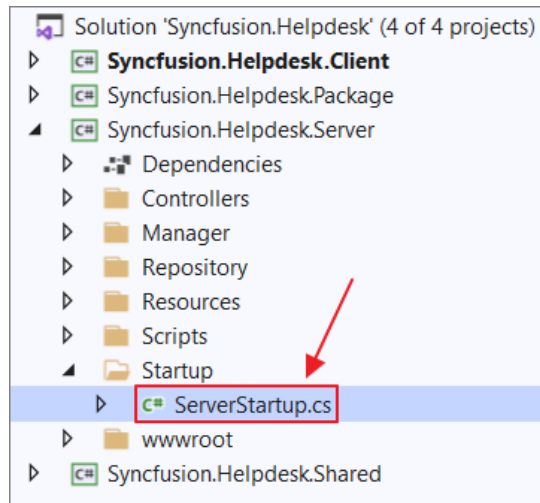 Solution 'Syncfusion.Helpdesk' (4 of 4 projects)
C# Syncfusion.Helpdesk.Client
C# Syncfusion.Helpdesk.Package
C# Syncfusion.Helpdesk.Server
Dependencies
Controllers
Manager
Repository
Resources
Scripts
Startup
C# ServerStartup.cs
wwwroot
C# Syncfusion.Helpdesk.Shared